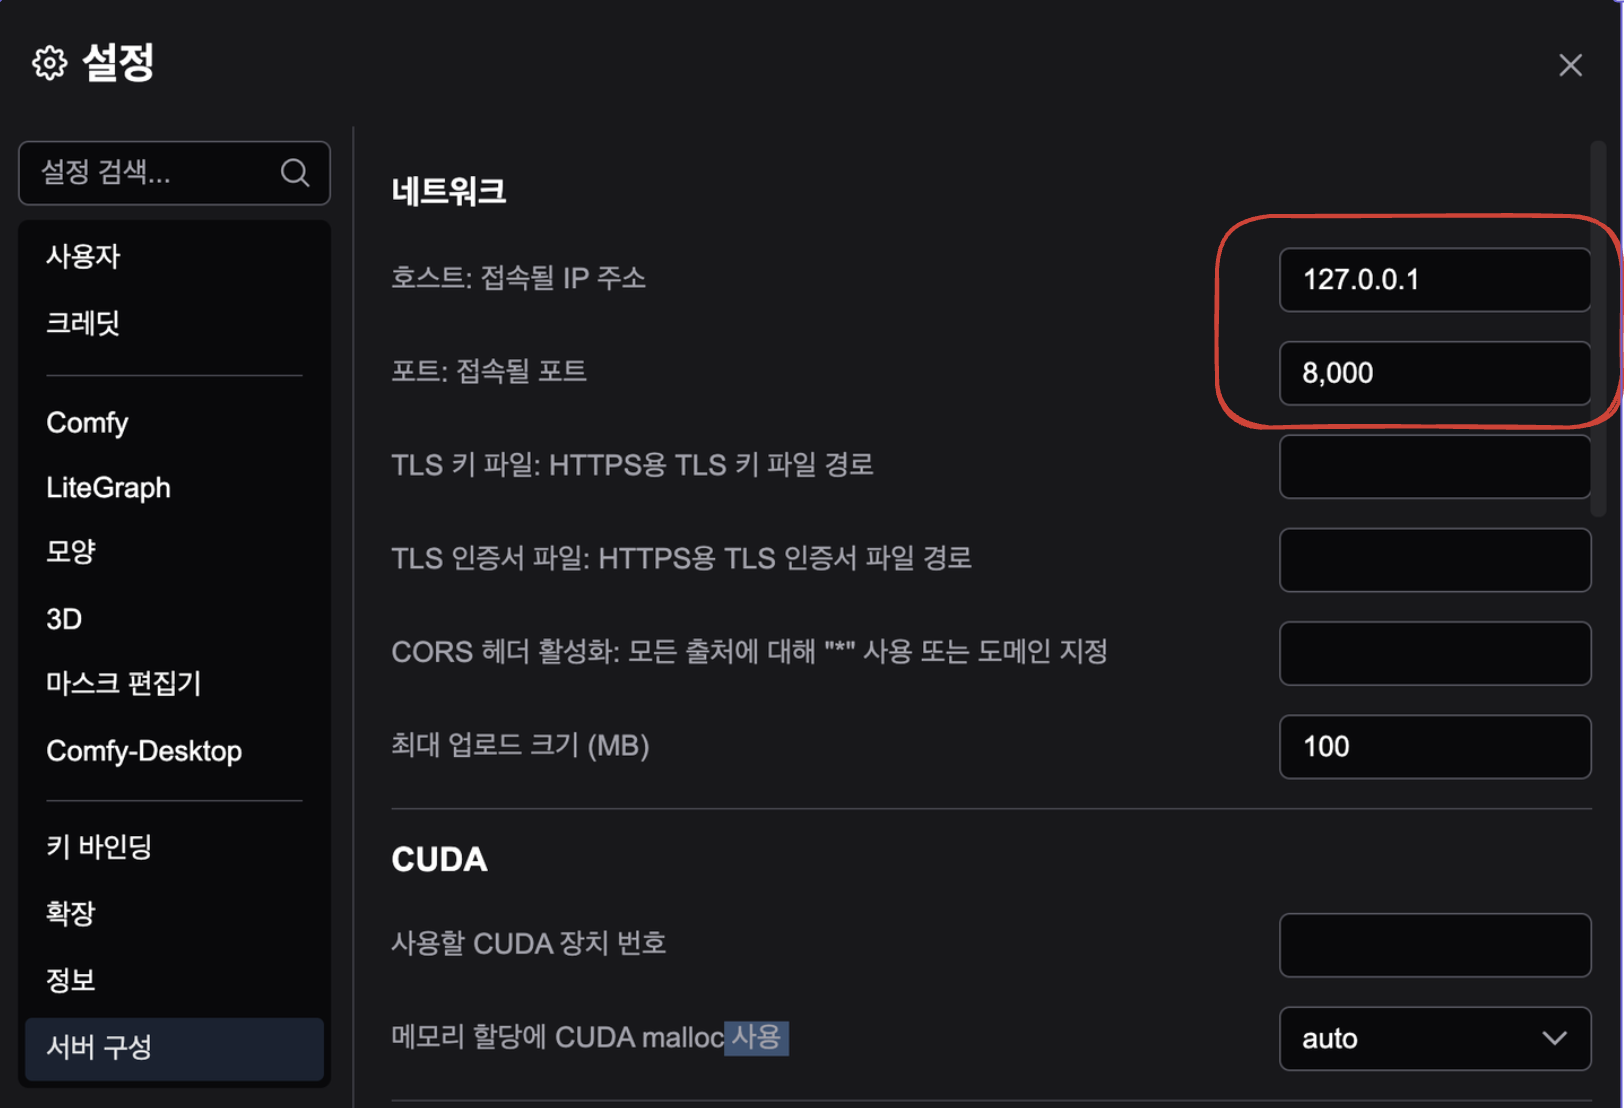 설정
설정 검색...
사용자
크레딧
Comfy
LiteGraph
모양
3D
마스크 편집기
Comfy-Desktop
키 바인딩
확장
정보
서버 구성
네트워크
호스트: 접속될 IP 주소
127.0.0.1
포트: 접속될 포트
8,000
TLS 키 파일: HTTPS용 TLS 키 파일 경로
TLS 인증서 파일: HTTPS용 TLS 인증서 파일 경로
CORS 헤더 활성화: 모든 출처에 대해 "*" 사용 또는 도메인 지정
최대 업로드 크기 (MB)
100
CUDA
사용할 CUDA 장치 번호
메모리 할당에 CUDA malloc 사용
auto